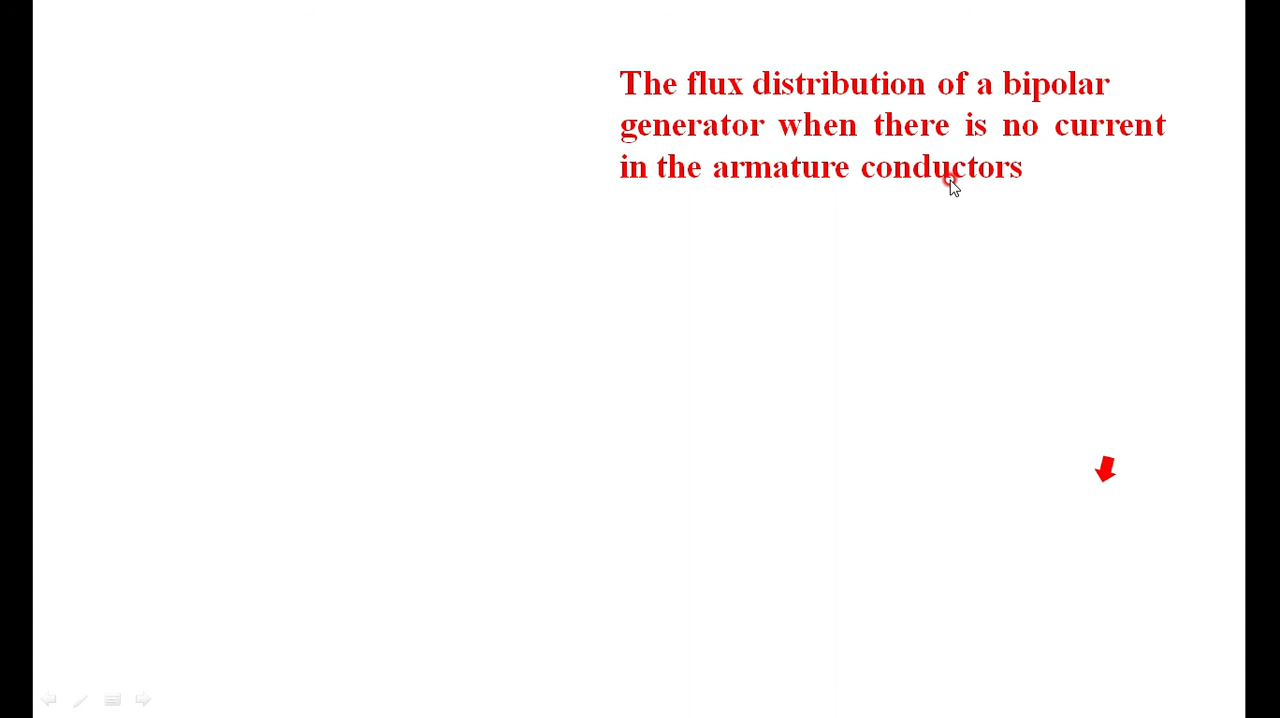 The flux distribution of a bipolar
generator when there is no current
in the armature conductors